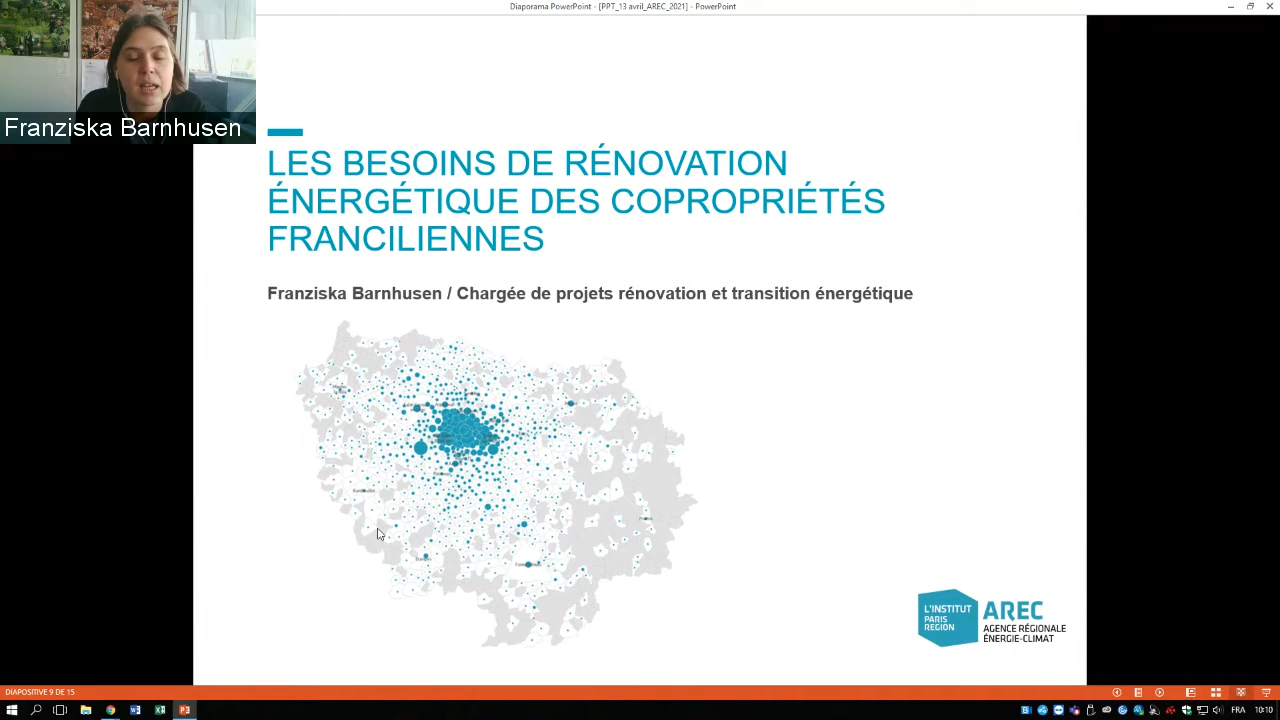 Diaporama PowerPoint - [PPT_13 avril_AREC_2021] - PowerPoint
Franziska Barnhusen
LES BESOINS DE RÉNOVATION
ÉNERGÉTIQUE DES COPROPRIÉTÉS
FRANCILIENNES
Franziska Barnhusen / Chargée de projets rénovation et transition énergétique
L'INSTITUT
PARIS
REGION
AREC
AGENCE RÉGIONALE
ÉNERGIE-CLIMAT
DIAPOSITIVE 9 DE 15
FRA
10:10